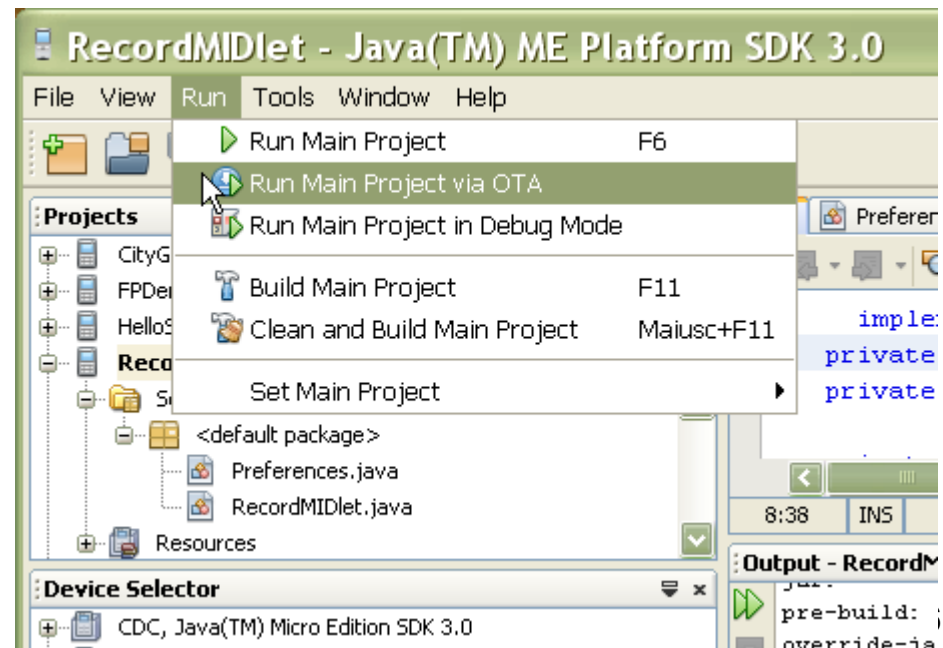 RecordMIDlet - Java(TM) ME Platform SDK 3.0
File View Run Tools Window Help
Run Main Project F6
Run Main Project via OTA
Run Main Project in Debug Mode
Build Main Project F11
Clean and Build Main Project Maiusc+F11
Set Main Project
Projects
CityG
FPDe
Hello
Reco
<default package>
Preferences.java
RecordMIDlet.java
Resources
Device Selector
CDC, Java(TM) Micro Edition SDK 3.0
Preferen
imple
private
private
8:38 INS
Output - RecordM
pre-build:
override-ja